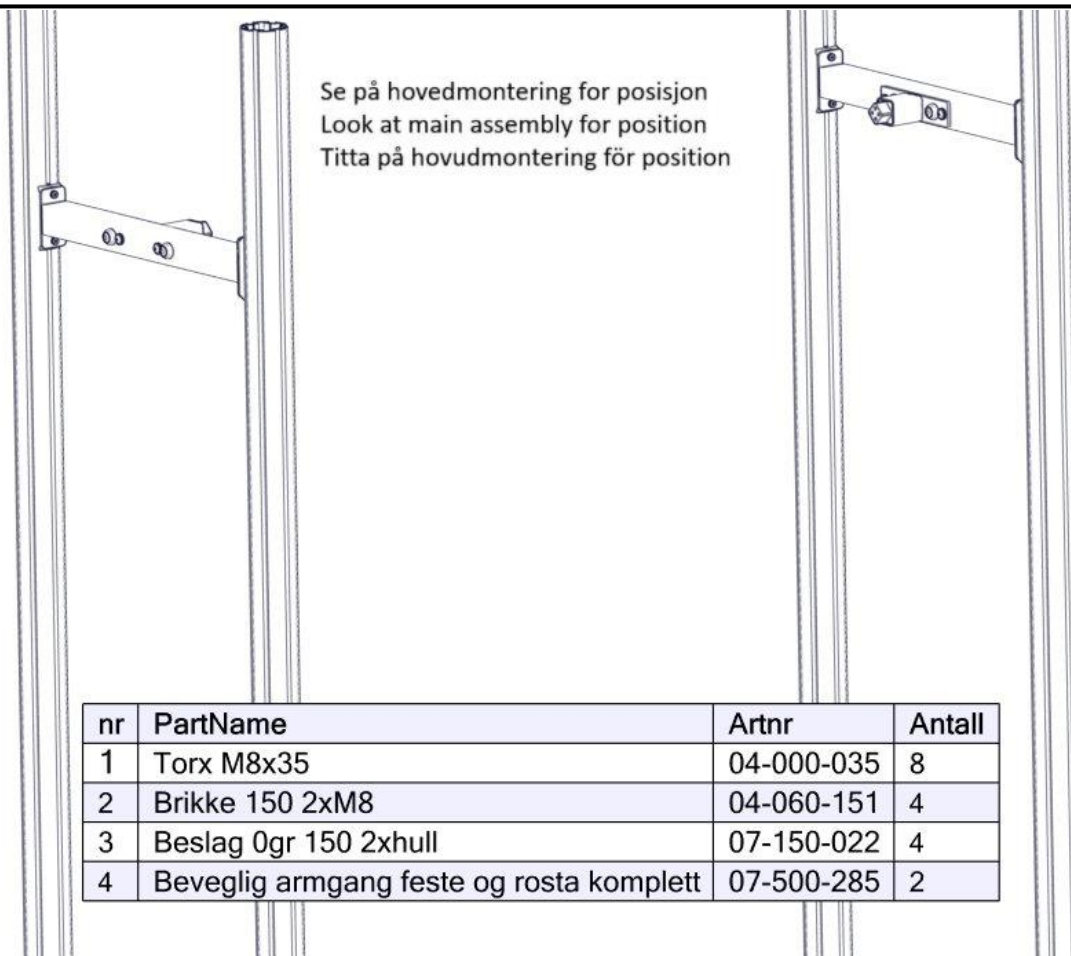 Se på hovedmontering for posisjon
Look at main assembly for position
Titta på hovudmontering för position
nr PartName Artnr Antall
1 Torx M8x35 04-000-035 8
2 Brikke 150 2xM8 04-060-151 4
3 Beslag 0gr 150 2xhull 07-150-022 4
4 Beveglig armgang feste og rosta komplett 07-500-285 2